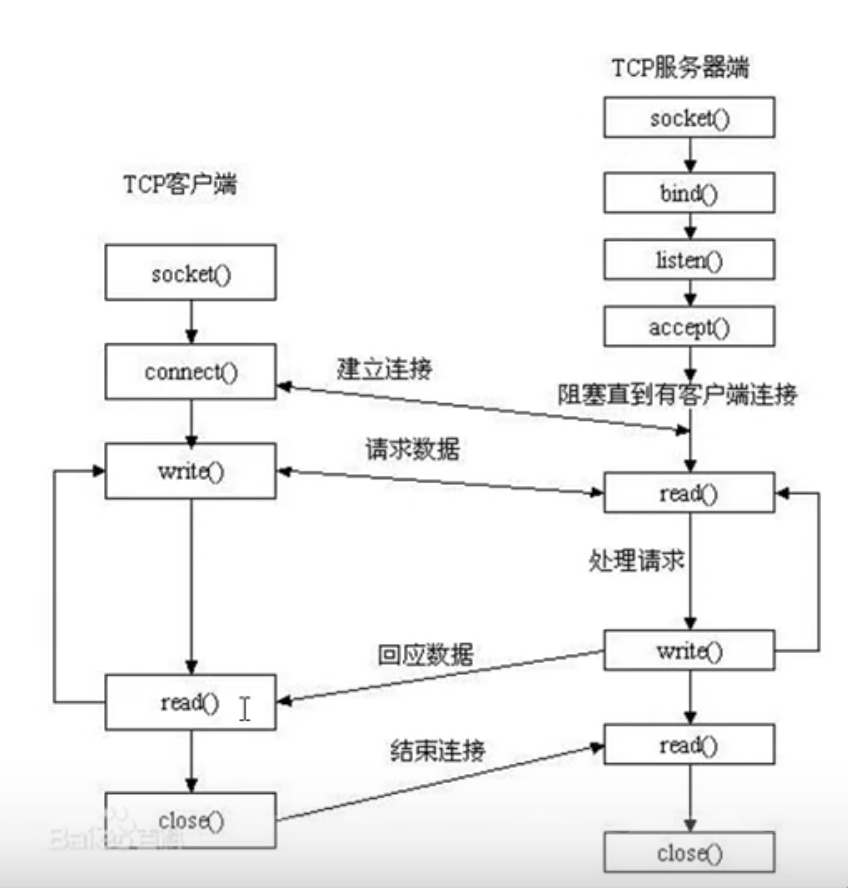 TCP服务器端
socket()
bind()
TCP客户端
listen()
socket()
accept()
connect()
建立连接
阻塞直到有客户端连接
请求数据
write()
read()
处理请求
回应数据
write()
read()
结束连接
read()
close()
Bai百科
close()